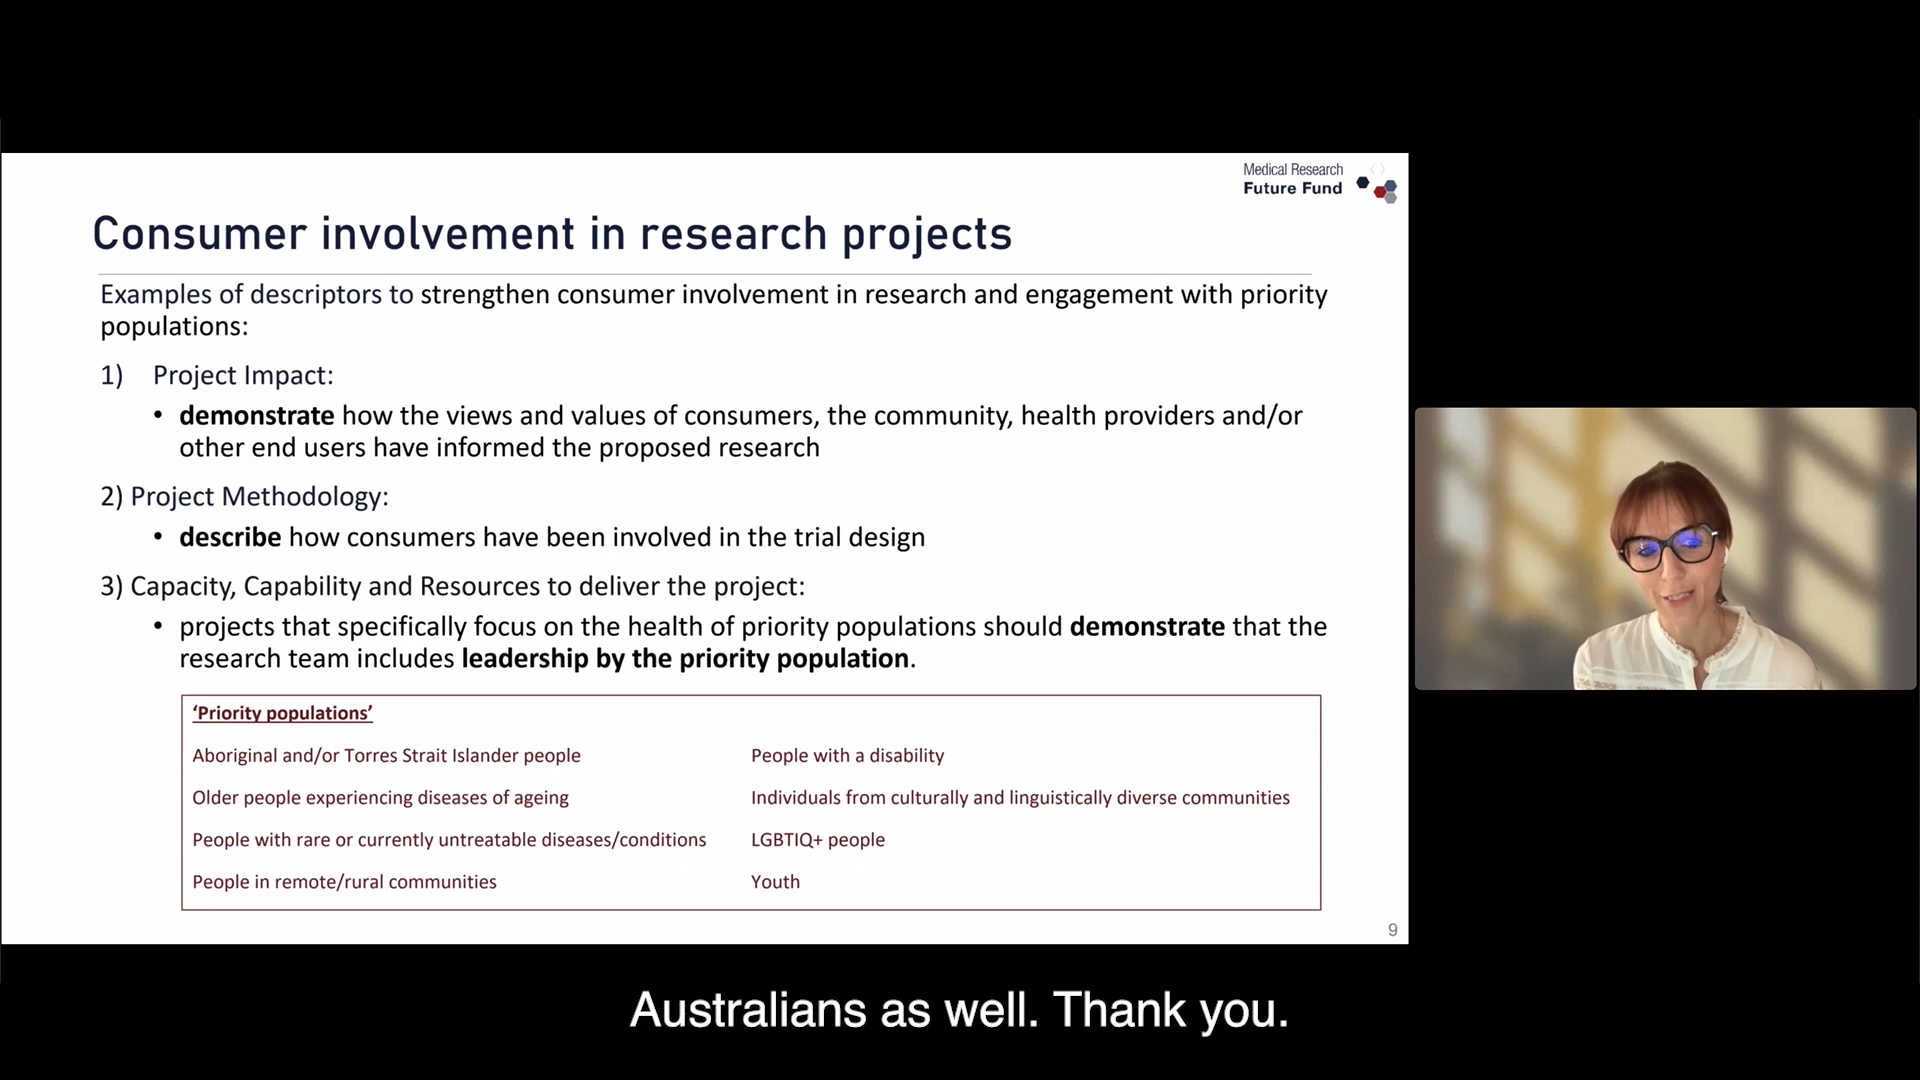 Medical Research
Future Fund
Consumer involvement in research projects
Examples of descriptors to strengthen consumer involvement in research and engagement with priority
populations:
1) Project Impact:
• demonstrate how the views and values of consumers, the community, health providers and/or
other end users have informed the proposed research
2) Project Methodology:
• describe how consumers have been involved in the trial design
3) Capacity, Capability and Resources to deliver the project:
• projects that specifically focus on the health of priority populations should demonstrate that the
research team includes leadership by the priority population.
‘Priority populations’
Aboriginal and/or Torres Strait Islander people
People with a disability
Older people experiencing diseases of ageing
Individuals from culturally and linguistically diverse communities
People with rare or currently untreatable diseases/conditions
LGBTIQ+ people
People in remote/rural communities
Youth
9
Australians as well. Thank you.